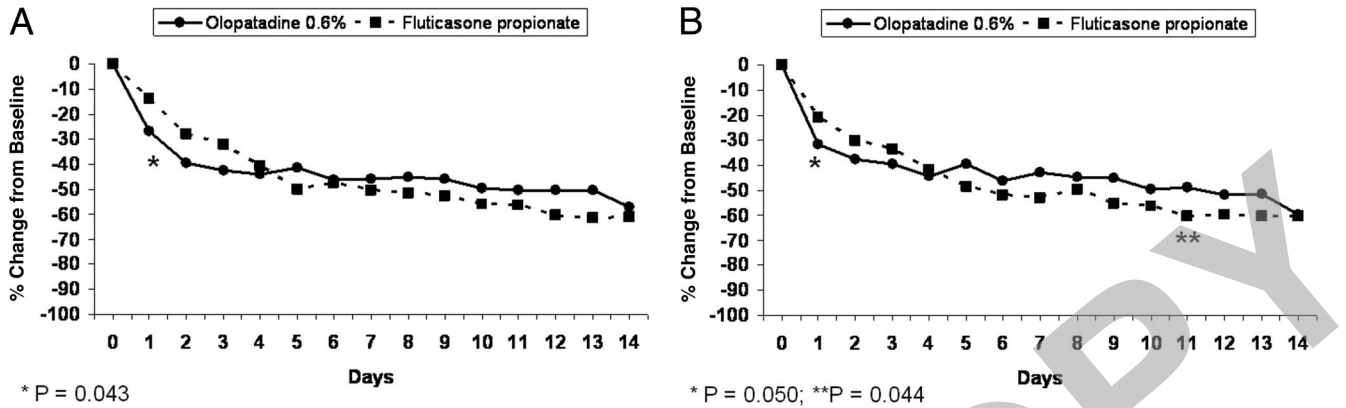 A
Olopatadine 0.6% Fluticasone propionate
% Change from Baseline
0
-10
-20
-30
-40
-50
-60
-70
-80
-90
-100
*
0 1 2 3 4 5 6 7 8 9 10 11 12 13 14
Days
* P = 0.043
B
Olopatadine 0.6% Fluticasone propionate
% Change from Baseline
0
-10
-20
-30
-40
-50
-60
-70
-80
-90
-100
*
**
0 1 2 3 4 5 6 7 8 9 10 11 12 13 14
Days
* P = 0.050; **P = 0.044